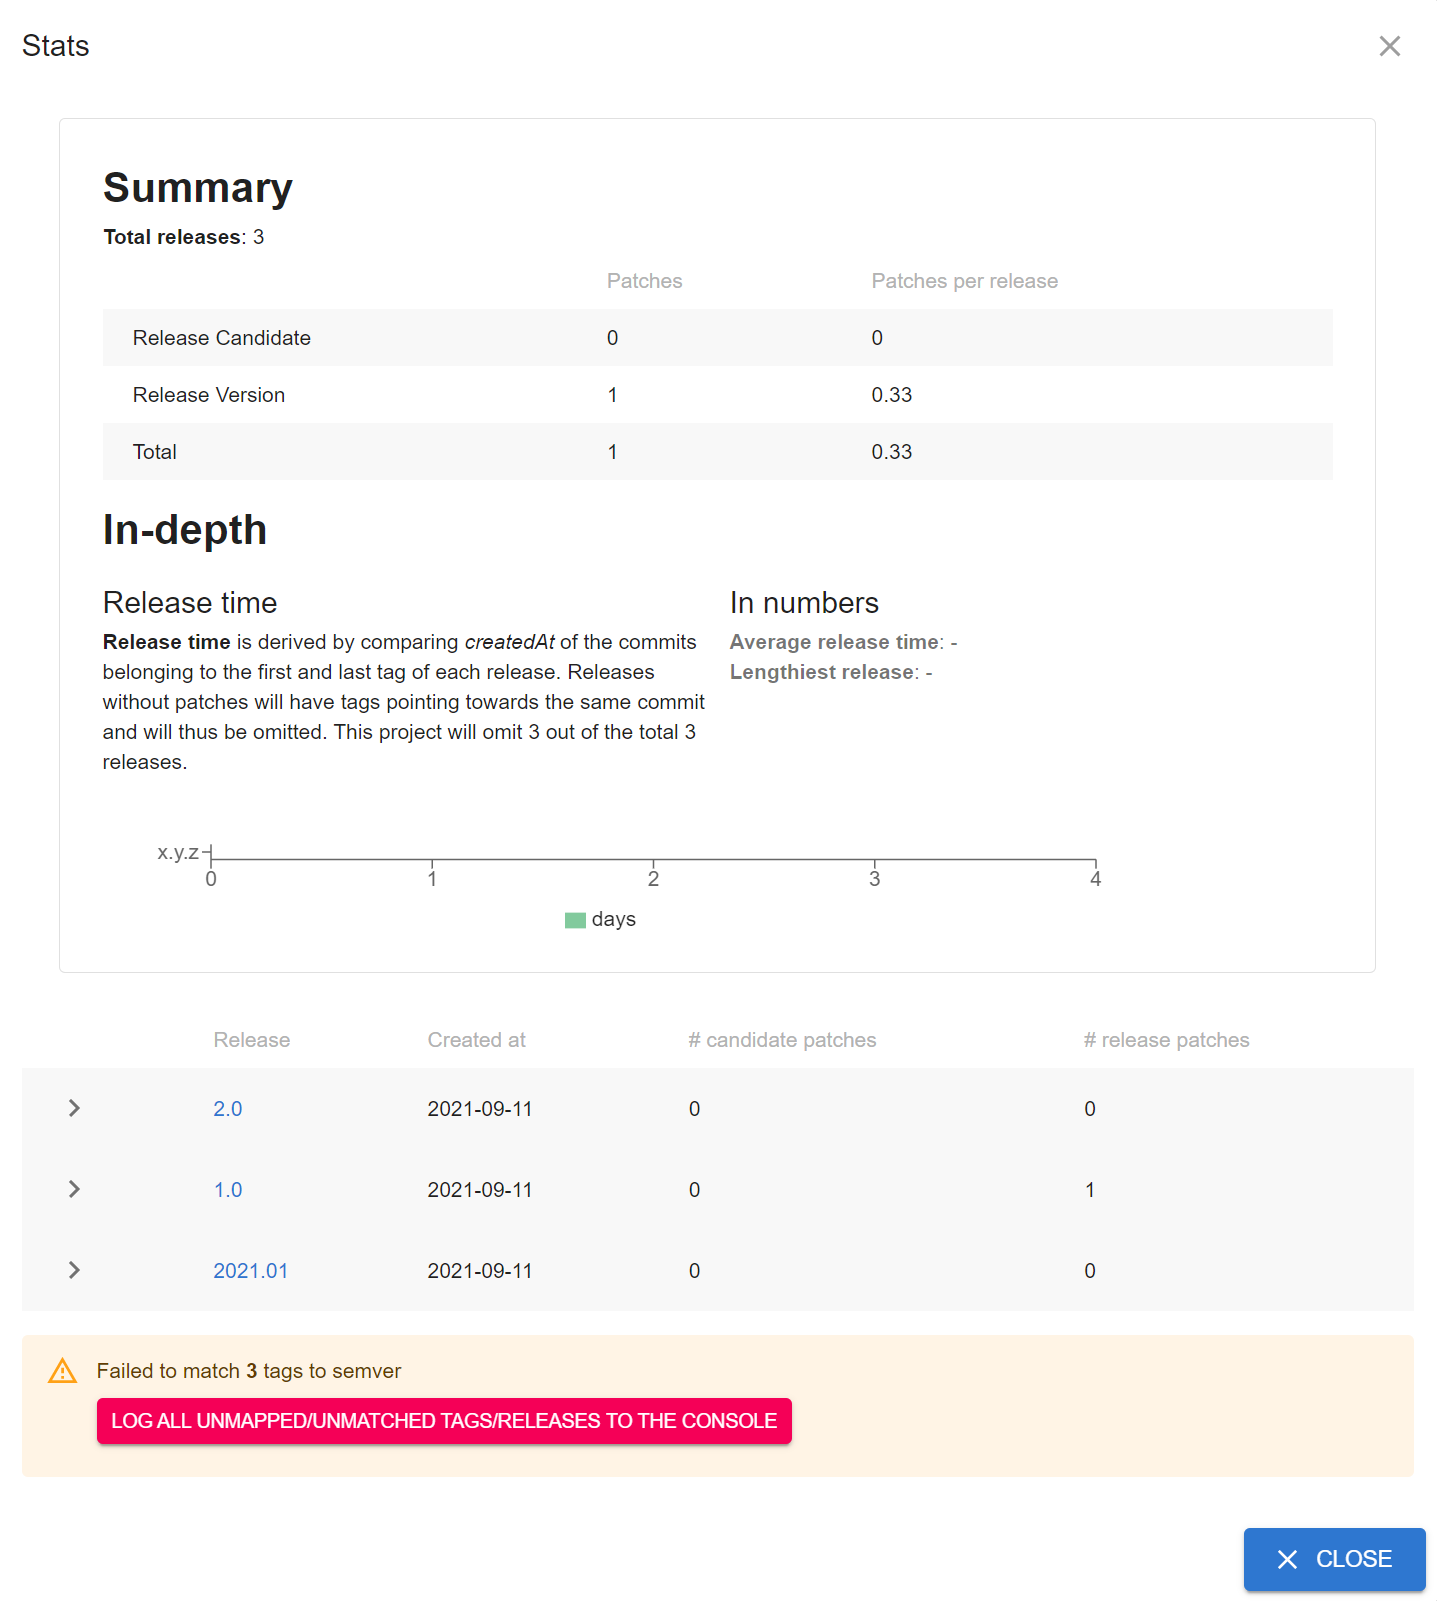 Stats
Summary
Total releases: 3
Patches Patches per release
Release Candidate 0 0
Release Version 1 0.33
Total 1 0.33
In-depth
Release time
Release time is derived by comparing createdAt of the commits
belonging to the first and last tag of each release. Releases
without patches will have tags pointing towards the same commit
and will thus be omitted. This project will omit 3 out of the total 3
releases.
In numbers
Average release time: -
Lengthiest release: -
x.y.z
0 1 2 3 4
days
Release Created at # candidate patches # release patches
2.0 2021-09-11 0 0
1.0 2021-09-11 0 1
2021.01 2021-09-11 0 0
Failed to match 3 tags to semver
LOG ALL UNMAPPED/UNMATCHED TAGS/RELEASES TO THE CONSOLE
CLOSE